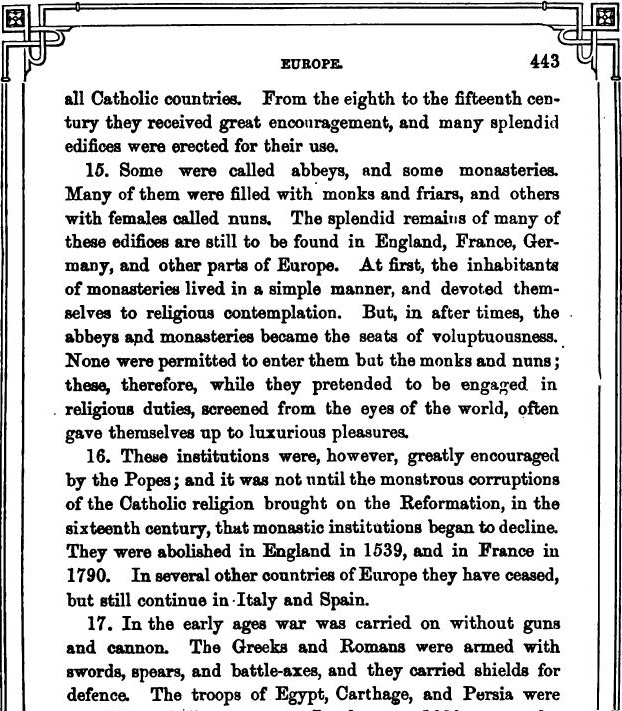 EUROPE.
443
all Catholic countries. From the eighth to the fifteenth cen-
tury they received great encouragement, and many splendid
edifices were erected for their use.
15. Some were called abbeys, and some monasteries.
Many of them were filled with monks and friars, and others
with females called nuns. The splendid remains of many of
these edifices are still to be found in England, France, Ger-
many, and other parts of Europe. At first, the inhabitants
of monasteries lived in a simple manner, and devoted them-
selves to religious contemplation. But, in after times, the
abbeys and monasteries became the seats of voluptuousness.
None were permitted to enter them but the monks and nuns;
these, therefore, while they pretended to be engaged in
religious duties, screened from the eyes of the world, often
gave themselves up to luxurious pleasures.
16. These institutions were, however, greatly encouraged
by the Popes; and it was not until the monstrous corruptions
of the Catholic religion brought on the Reformation, in the
sixteenth century, that monastic institutions began to decline.
They were abolished in England in 1539, and in France in
1790. In several other countries of Europe they have ceased,
but still continue in Italy and Spain.
17. In the early ages war was carried on without guns
and cannon. The Greeks and Romans were armed with
swords, spears, and battle-axes, and they carried shields for
defence. The troops of Egypt, Carthage, and Persia were